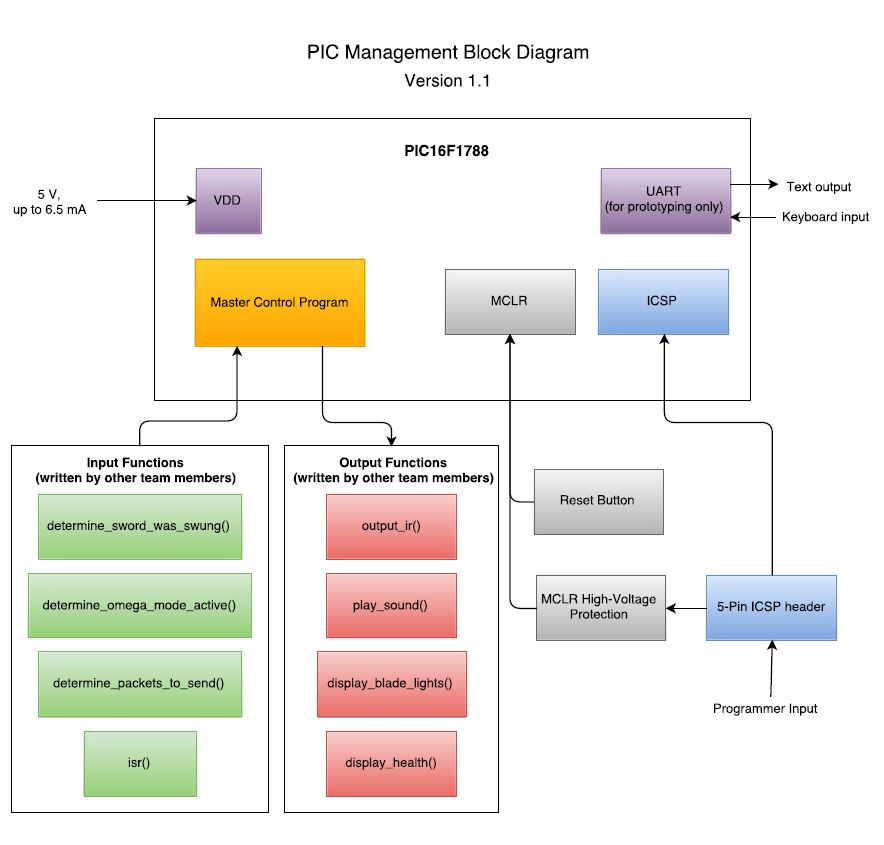 PIC Management Block Diagram
Version 1.1
PIC16F1788
5 V,
up to 6.5 mA
VDD
UART
(for prototyping only)
Text output
Keyboard input
Master Control Program
MCLR
ICSP
Input Functions
(written by other team members)
determine_sword_was_swung()
determine_omega_mode_active()
determine_packets_to_send()
isr()
Output Functions
(written by other team members)
output_ir()
play_sound()
display_blade_lights()
display_health()
Reset Button
MCLR High-Voltage
Protection
5-Pin ICSP header
Programmer Input